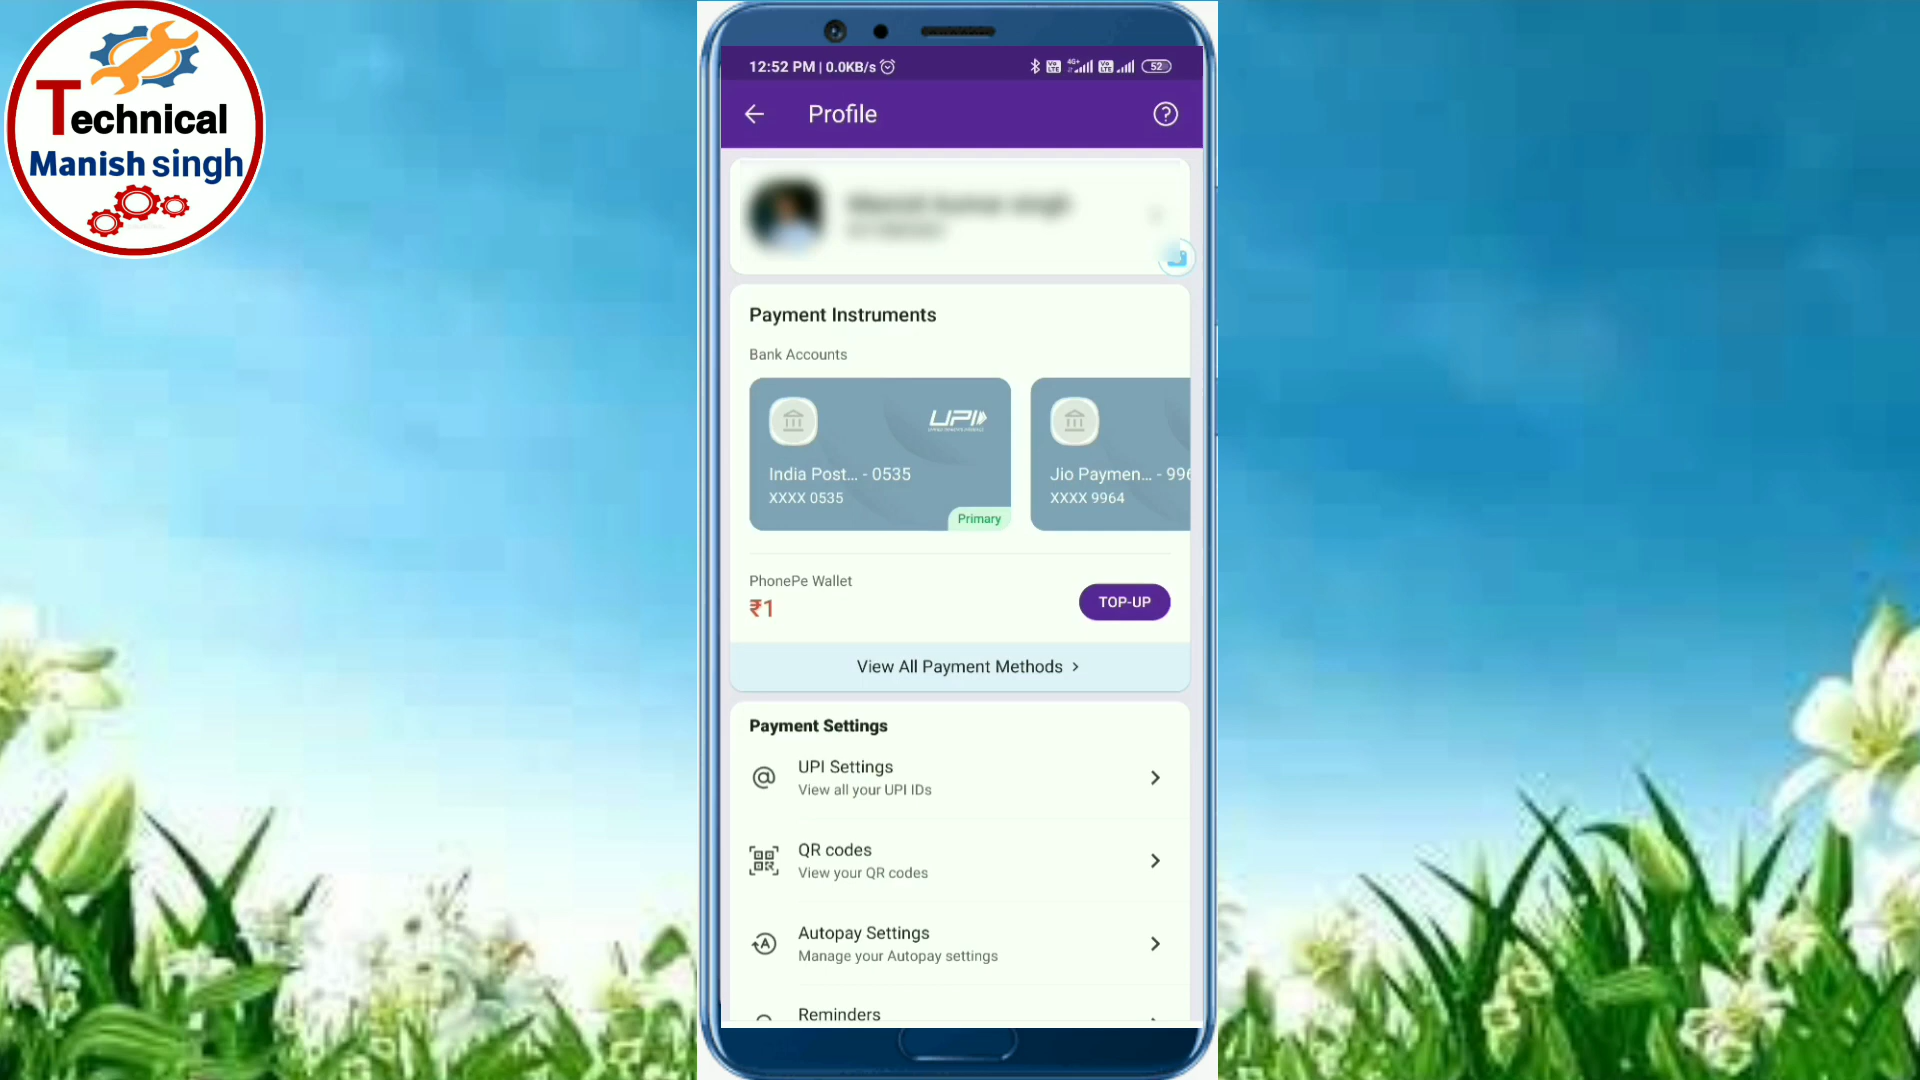 Technical
Manish singh
12:52 PM | 0.0KB/s
4G+
52
Profile
Payment Instruments
Bank Accounts
UPI
India Post... - 0535
XXXX 0535
Primary
Jio Paymen... - 996
XXXX 9964
PhonePe Wallet
₹1
TOP-UP
View All Payment Methods >
Payment Settings
UPI Settings
View all your UPI IDs
QR codes
View your QR codes
Autopay Settings
Manage your Autopay settings
Reminders